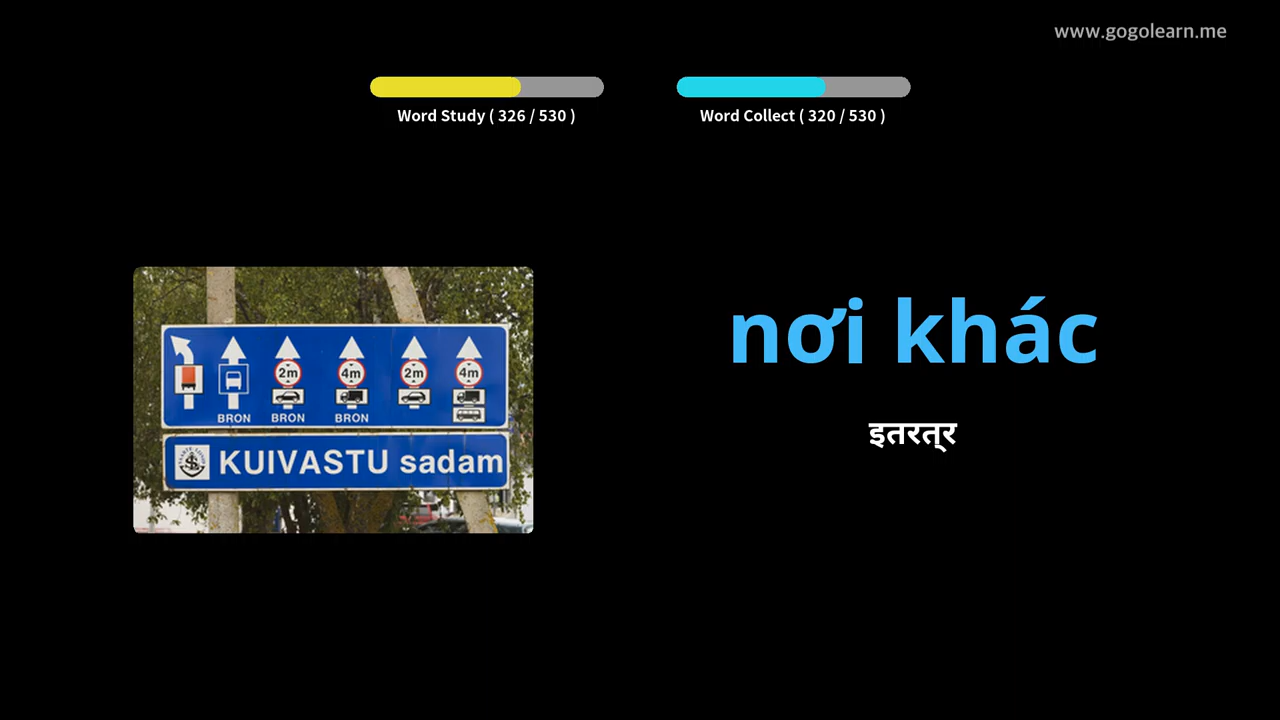 www.gogolearn.me
Word Study ( 326 / 530 )
Word Collect ( 320 / 530 )
2m 4m 2m 4m
BRON BRON BRON
KUIVASTU sadam
nơi khác
इतरत्र